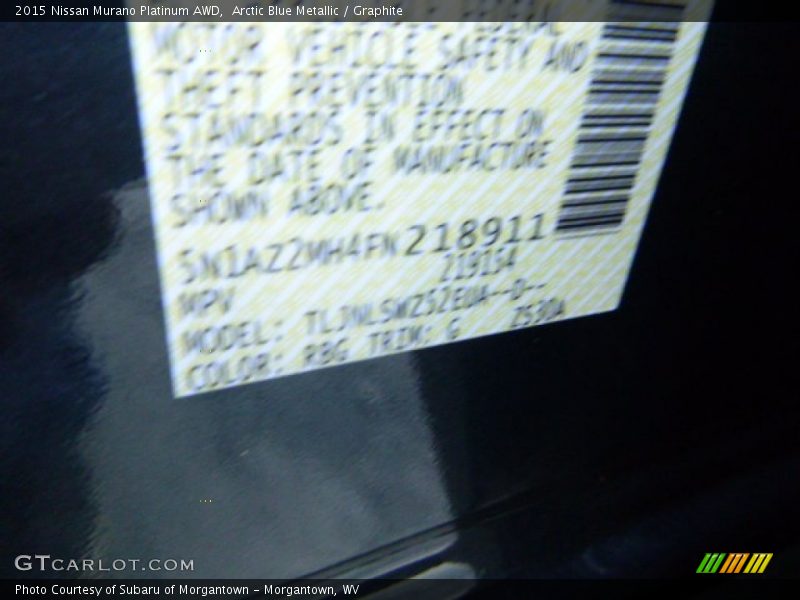 2015 Nissan Murano Platinum AWD, Arctic Blue Metallic / Graphite
MOTOR VEHICLE SAFETY AND
THEFT PREVENTION
STANDARDS IN EFFECT ON
THE DATE OF MANUFACTURE
SHOWN ABOVE.
5N1AZ2MH4FN218911
219154
MPV
MODEL: TLJNLSWZ52EUA--D--
COLOR: RBG TRIM: G Z530A
GTCARLOT.COM
Photo Courtesy of Subaru of Morgantown - Morgantown, WV